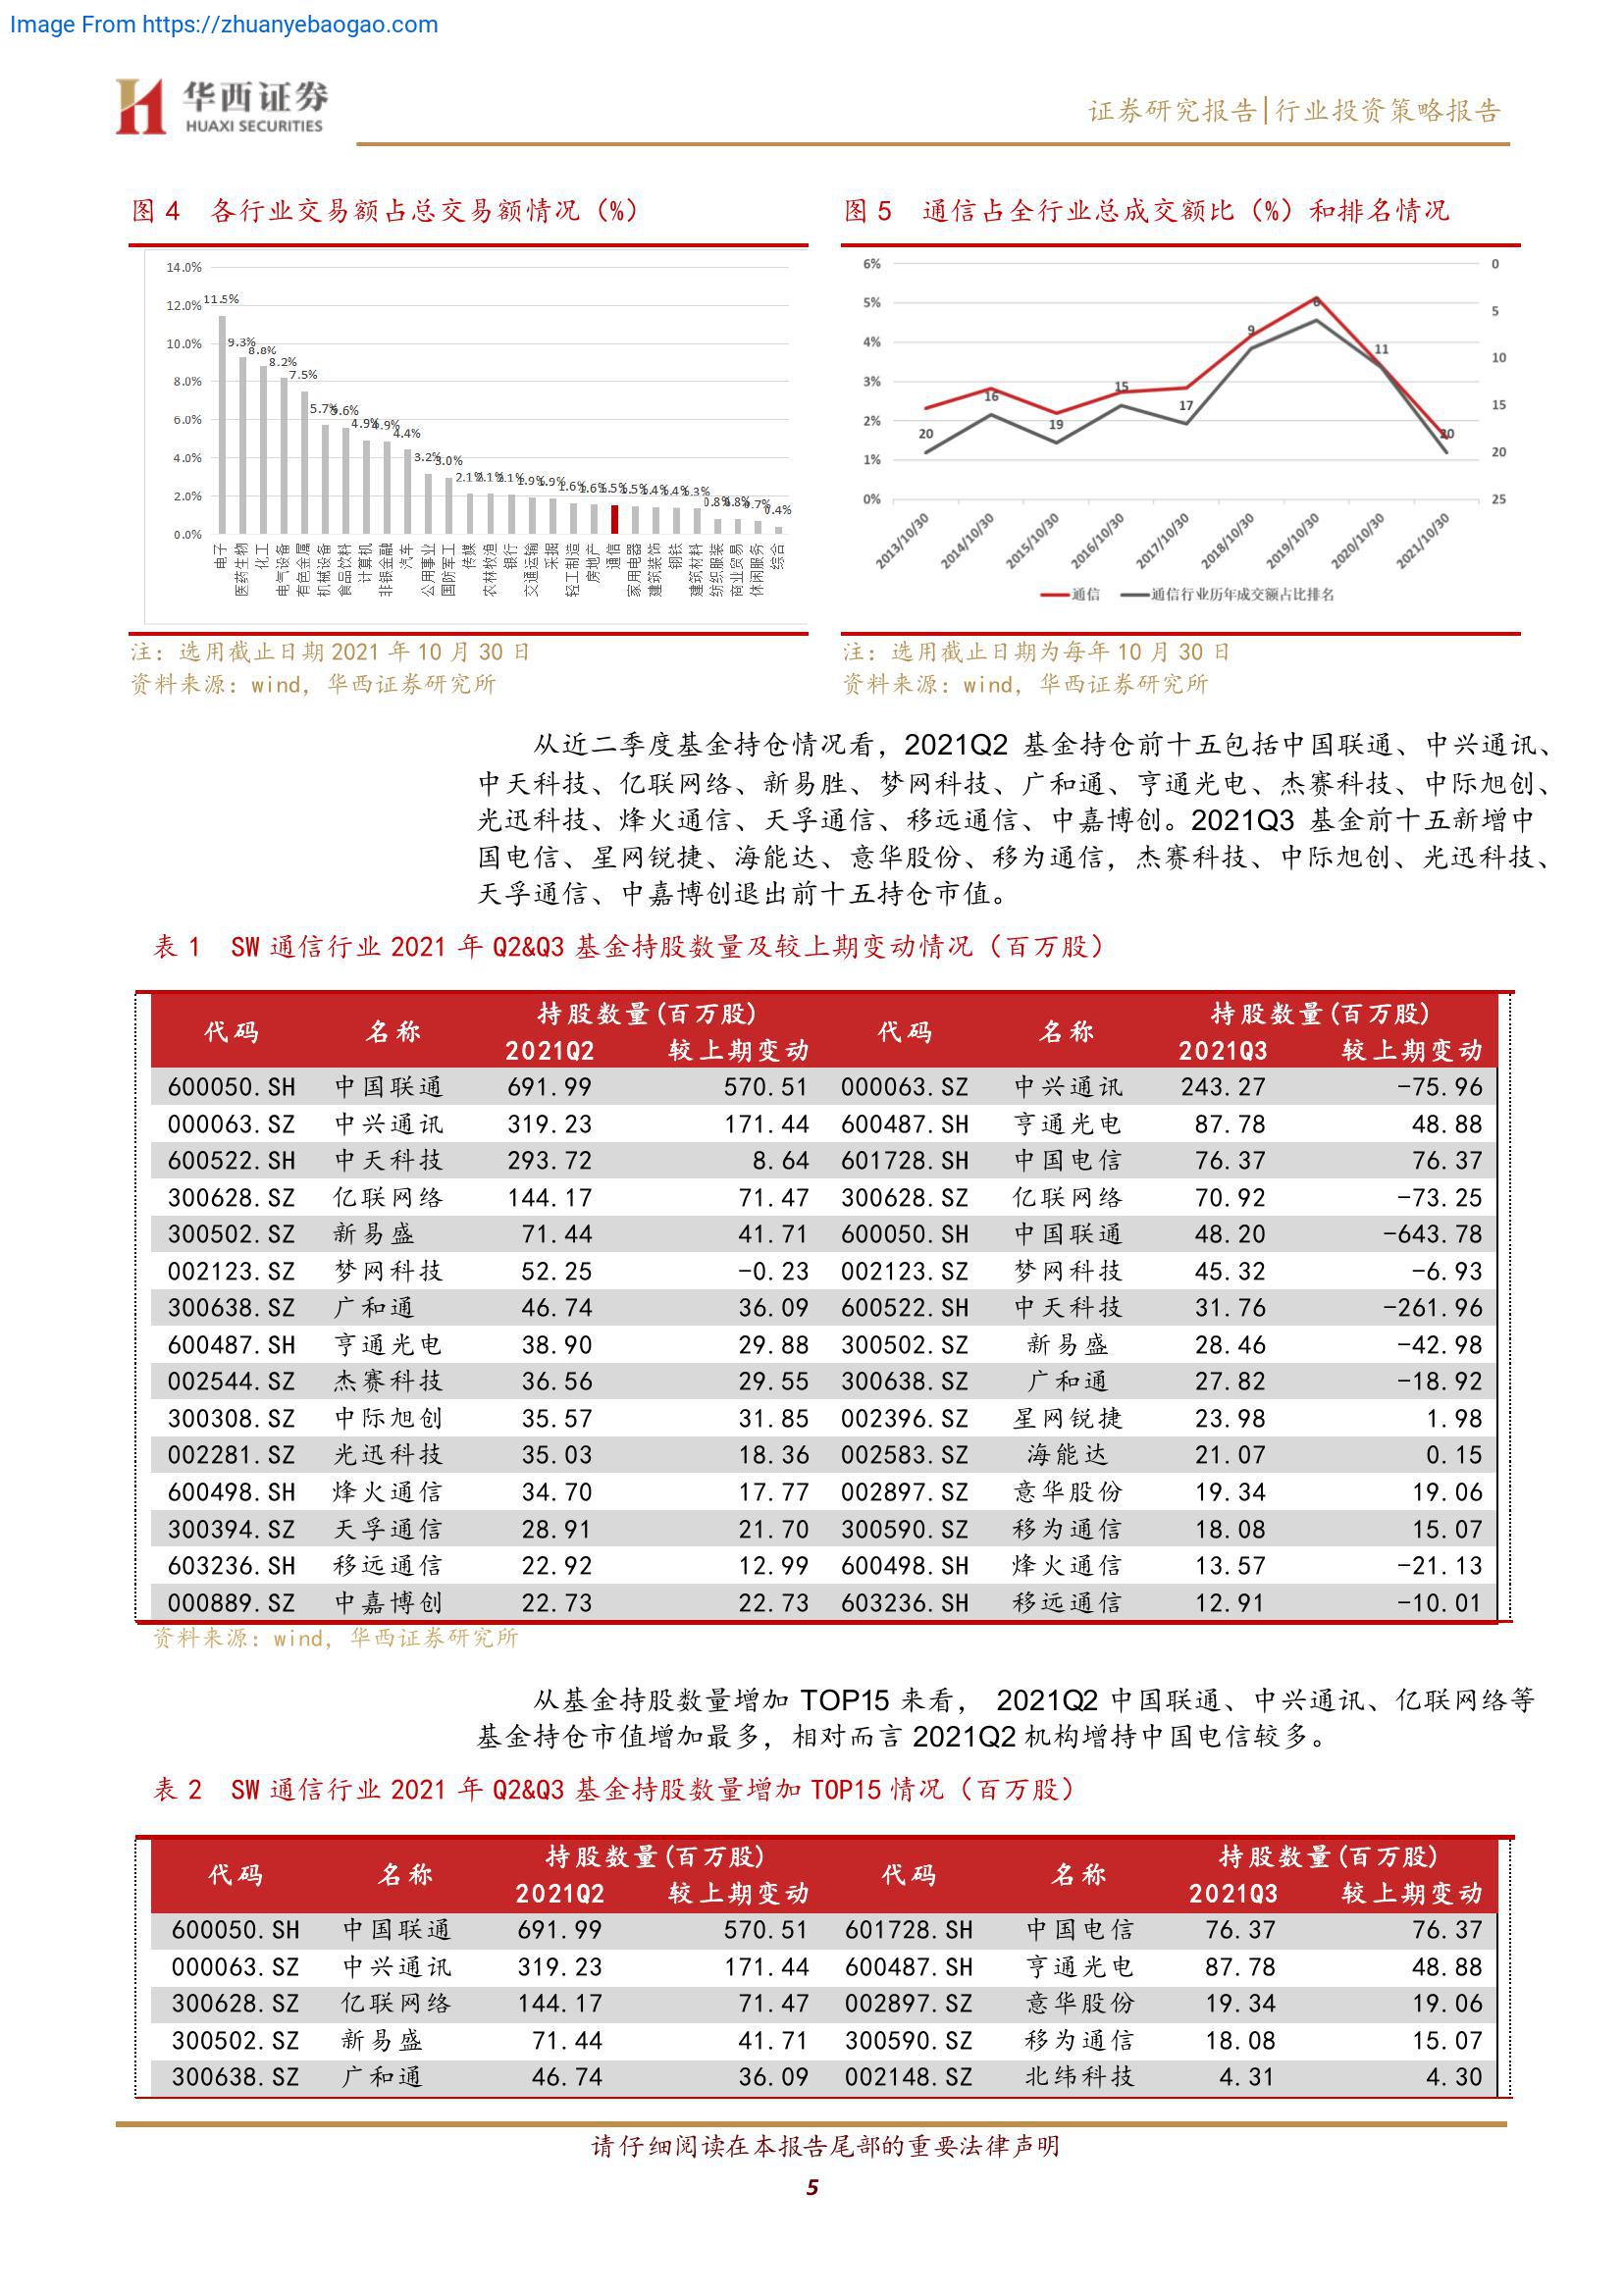 Image From https://zhuanyebaogao.com
华西证券
HUAXI SECURITIES
证券研究报告|行业投资策略报告
图 4 各行业交易额占总交易额情况（%）
14.0%
12.0%
10.0%
8.0%
6.0%
4.0%
2.0%
0.0%
11.5%
9.3%
8.8%
8.2%
7.5%
5.7%
5.6%
4.9%
4.9%
4.4%
3.2%
3.0%
2.1%
2.1%
2.1%
1.9%
1.9%
1.6%
1.6%
1.5%
1.5%
1.4%
1.4%
1.3%
0.8%
0.8%
0.7%
0.4%
电子
医药生物
化工
电气设备
有色金属
机械设备
食品饮料
计算机
非银金融
汽车
公用事业
国防军工
传媒
农林牧渔
银行
交通运输
采掘
轻工制造
房地产
通信
家用电器
建筑装饰
钢铁
建筑材料
纺织服装
商业贸易
休闲服务
综合
注：选用截止日期 2021 年 10 月 30 日
资料来源：wind，华西证券研究所
图 5 通信占全行业总成交额比（%）和排名情况
6%
5%
4%
3%
2%
1%
0%
0
5
10
15
20
25
20
16
19
15
17
9
6
11
20
2013/10/30
2014/10/30
2015/10/30
2016/10/30
2017/10/30
2018/10/30
2019/10/30
2020/10/30
2021/10/30
通信 通信行业历年成交额占比排名
注：选用截止日期为每年 10 月 30 日
资料来源：wind，华西证券研究所
从近二季度基金持仓情况看，2021Q2 基金持仓前十五包括中国联通、中兴通讯、
中天科技、亿联网络、新易胜、梦网科技、广和通、亨通光电、杰赛科技、中际旭创、
光迅科技、烽火通信、天孚通信、移远通信、中嘉博创。2021Q3 基金前十五新增中
国电信、星网锐捷、海能达、意华股份、移为通信，杰赛科技、中际旭创、光迅科技、
天孚通信、中嘉博创退出前十五持仓市值。
表 1 SW 通信行业 2021 年 Q2&Q3 基金持股数量及较上期变动情况（百万股）
代码 名称 持股数量(百万股) 代码 名称 持股数量(百万股)
2021Q2 较上期变动 2021Q3 较上期变动
600050.SH 中国联通 691.99 570.51 000063.SZ 中兴通讯 243.27 -75.96
000063.SZ 中兴通讯 319.23 171.44 600487.SH 亨通光电 87.78 48.88
600522.SH 中天科技 293.72 8.64 601728.SH 中国电信 76.37 76.37
300628.SZ 亿联网络 144.17 71.47 300628.SZ 亿联网络 70.92 -73.25
300502.SZ 新易盛 71.44 41.71 600050.SH 中国联通 48.20 -643.78
002123.SZ 梦网科技 52.25 -0.23 002123.SZ 梦网科技 45.32 -6.93
300638.SZ 广和通 46.74 36.09 600522.SH 中天科技 31.76 -261.96
600487.SH 亨通光电 38.90 29.88 300502.SZ 新易盛 28.46 -42.98
002544.SZ 杰赛科技 36.56 29.55 300638.SZ 广和通 27.82 -18.92
300308.SZ 中际旭创 35.57 31.85 002396.SZ 星网锐捷 23.98 1.98
002281.SZ 光迅科技 35.03 18.36 002583.SZ 海能达 21.07 0.15
600498.SH 烽火通信 34.70 17.77 002897.SZ 意华股份 19.34 19.06
300394.SZ 天孚通信 28.91 21.70 300590.SZ 移为通信 18.08 15.07
603236.SH 移远通信 22.92 12.99 600498.SH 烽火通信 13.57 -21.13
000889.SZ 中嘉博创 22.73 22.73 603236.SH 移远通信 12.91 -10.01
资料来源：wind，华西证券研究所
从基金持股数量增加 TOP15 来看， 2021Q2 中国联通、中兴通讯、亿联网络等
基金持仓市值增加最多，相对而言 2021Q2 机构增持中国电信较多。
表 2 SW 通信行业 2021 年 Q2&Q3 基金持股数量增加 TOP15 情况（百万股）
代码 名称 持股数量(百万股) 代码 名称 持股数量(百万股)
2021Q2 较上期变动 2021Q3 较上期变动
600050.SH 中国联通 691.99 570.51 601728.SH 中国电信 76.37 76.37
000063.SZ 中兴通讯 319.23 171.44 600487.SH 亨通光电 87.78 48.88
300628.SZ 亿联网络 144.17 71.47 002897.SZ 意华股份 19.34 19.06
300502.SZ 新易盛 71.44 41.71 300590.SZ 移为通信 18.08 15.07
300638.SZ 广和通 46.74 36.09 002148.SZ 北纬科技 4.31 4.30
请仔细阅读在本报告尾部的重要法律声明
5